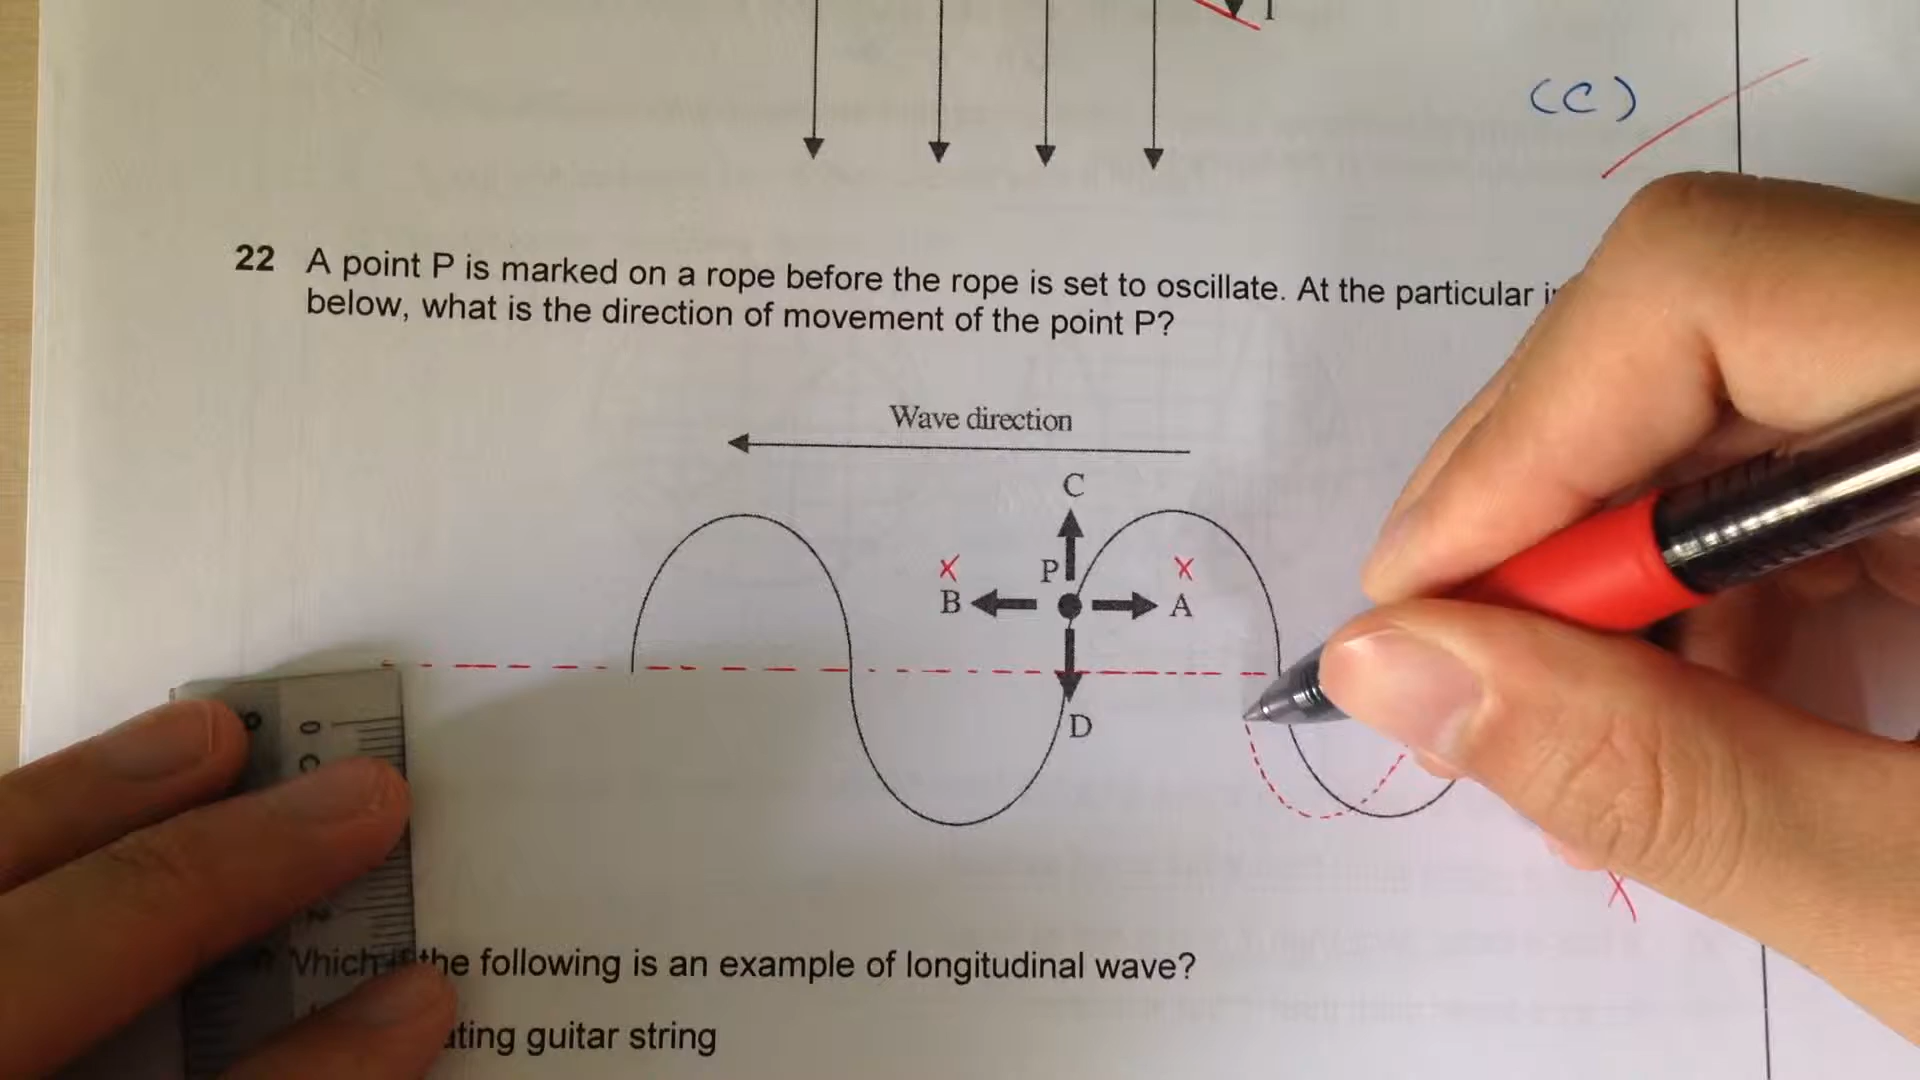 (C)
22 A point P is marked on a rope before the rope is set to oscillate. At the particular
below, what is the direction of movement of the point P?
Wave direction
C
X P X
B A
D
X
the following is an example of longitudinal wave?
guitar string